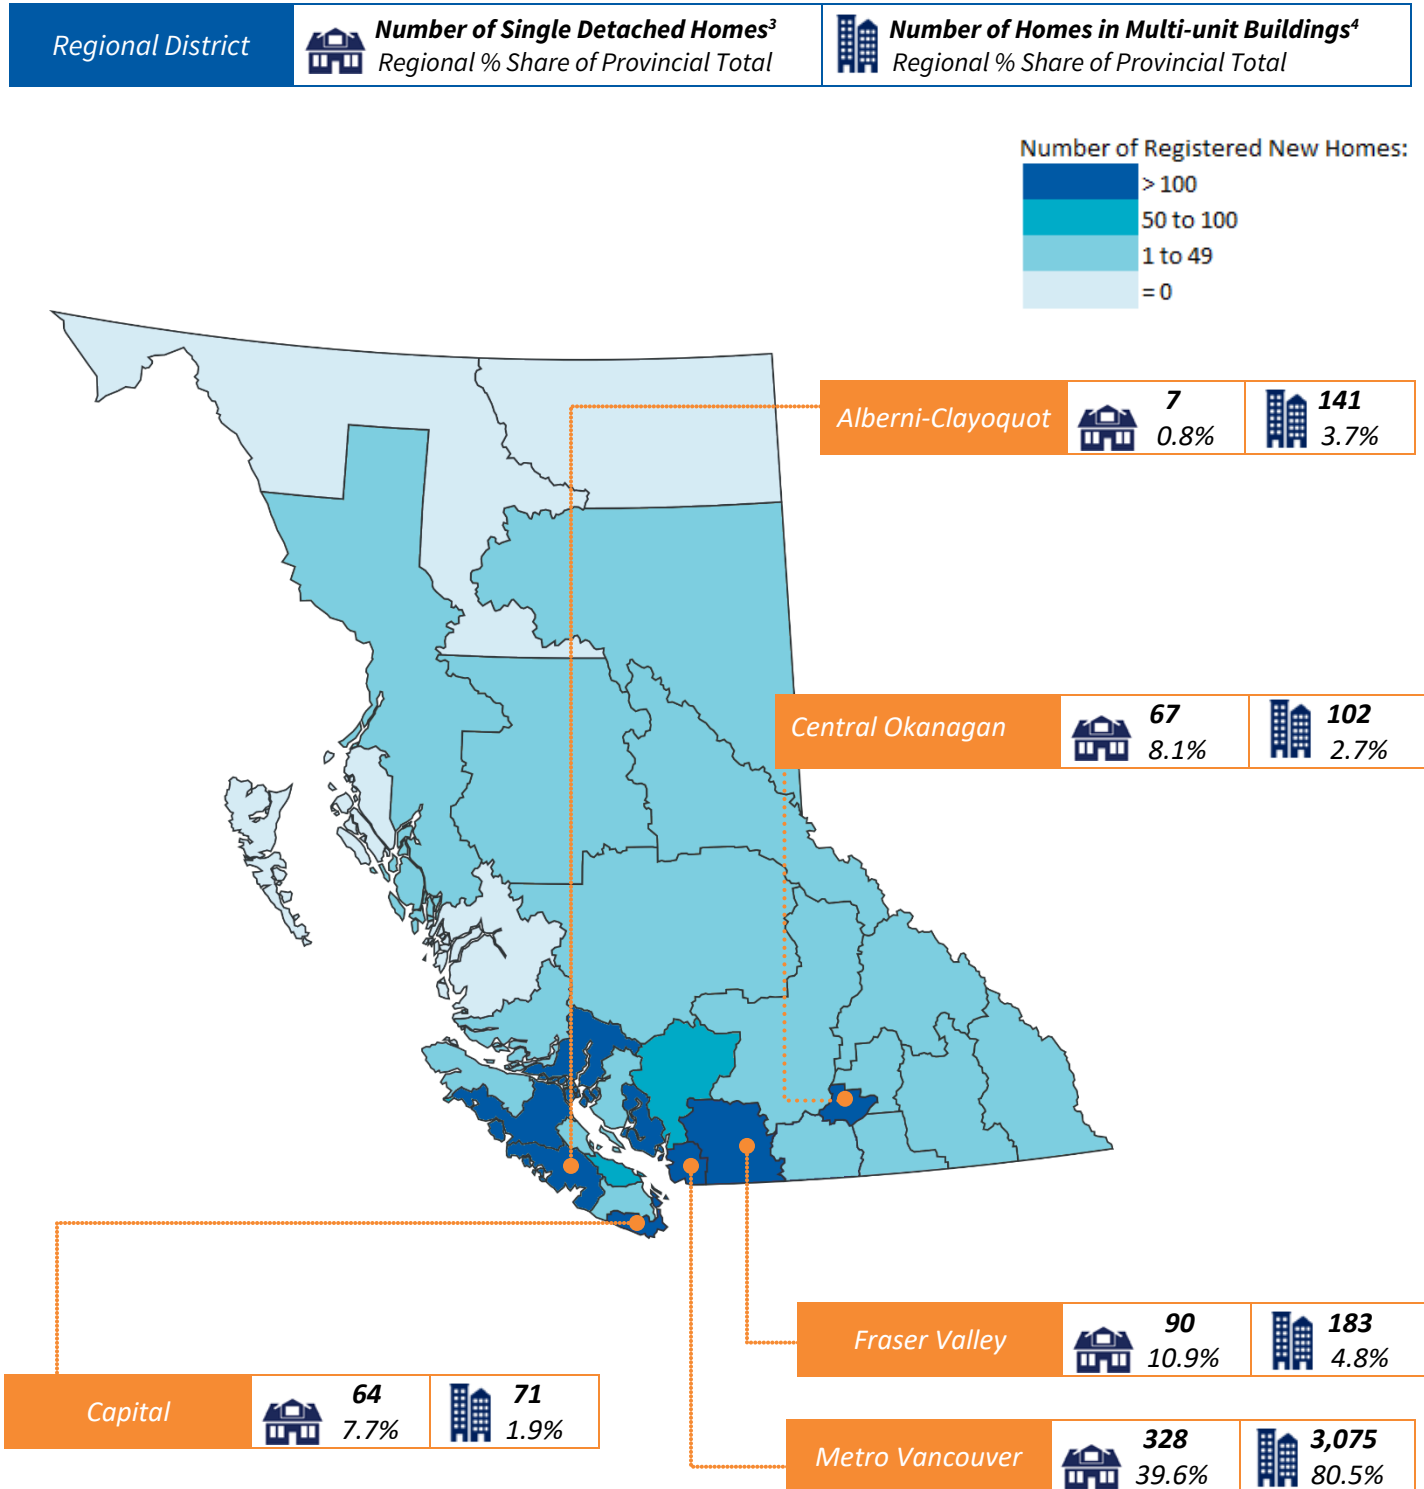 Regional District
Number of Single Detached Homes³
Regional % Share of Provincial Total
Number of Homes in Multi-unit Buildings⁴
Regional % Share of Provincial Total
Number of Registered New Homes:
> 100
50 to 100
1 to 49
= 0
Alberni-Clayoquot
7
0.8%
141
3.7%
Central Okanagan
67
8.1%
102
2.7%
Fraser Valley
90
10.9%
183
4.8%
Capital
64
7.7%
71
1.9%
Metro Vancouver
328
39.6%
3,075
80.5%